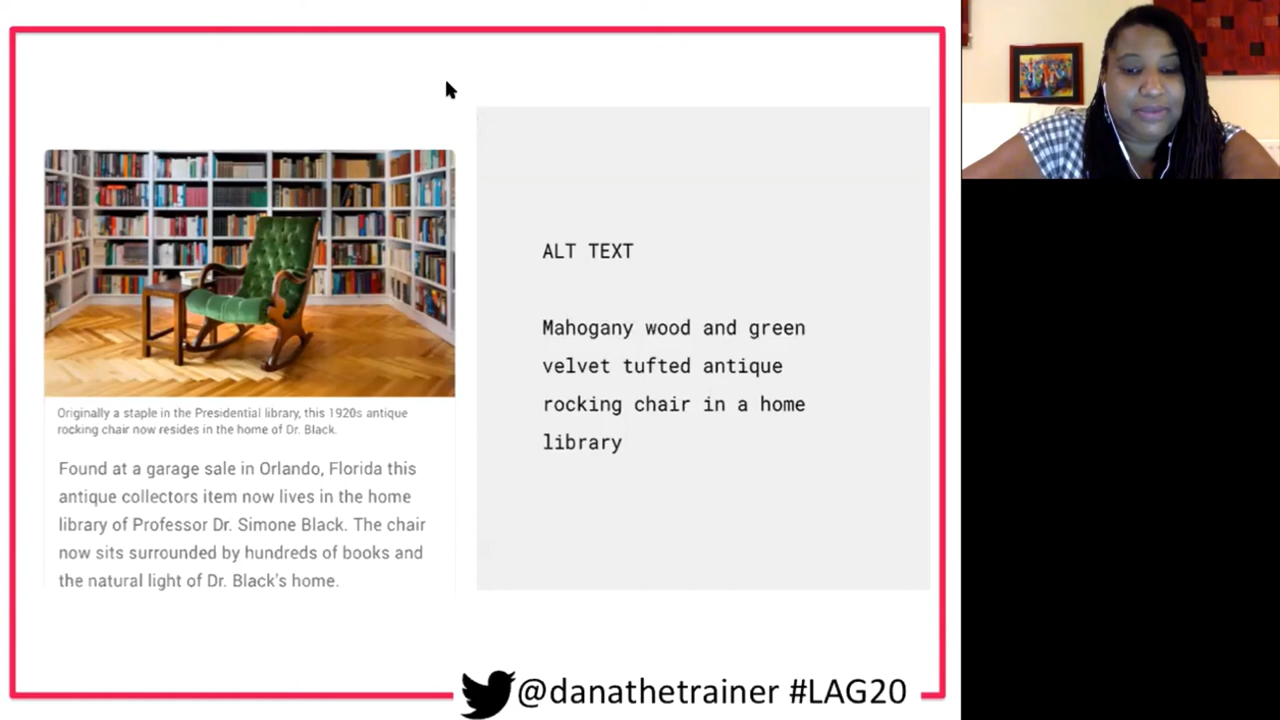 Originally a staple in the Presidential library, this 1920s antique
rocking chair now resides in the home of Dr. Black.
Found at a garage sale in Orlando, Florida this
antique collectors item now lives in the home
library of Professor Dr. Simone Black. The chair
now sits surrounded by hundreds of books and
the natural light of Dr. Black's home.
ALT TEXT
Mahogany wood and green
velvet tufted antique
rocking chair in a home
library
@danathetrainer #LAG20